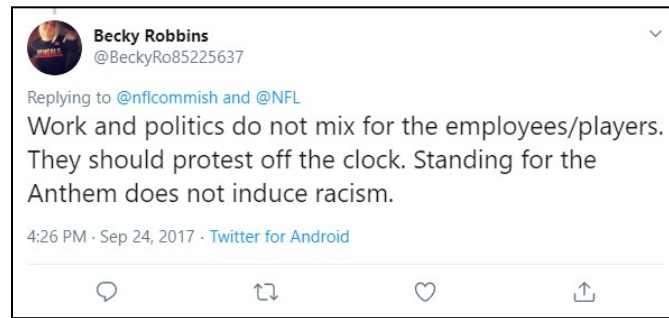 Becky Robbins
@BeckyRo85225637
Replying to @nflcommish and @NFL
Work and politics do not mix for the employees/players.
They should protest off the clock. Standing for the
Anthem does not induce racism.
4:26 PM · Sep 24, 2017 · Twitter for Android